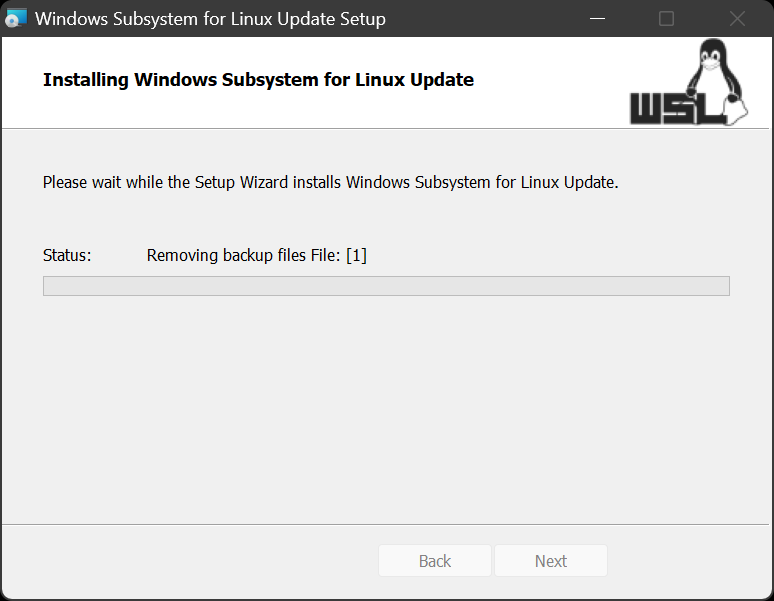 Windows Subsystem for Linux Update Setup
Installing Windows Subsystem for Linux Update
WSL
Please wait while the Setup Wizard installs Windows Subsystem for Linux Update.
Status: Removing backup files File: [1]
Back Next